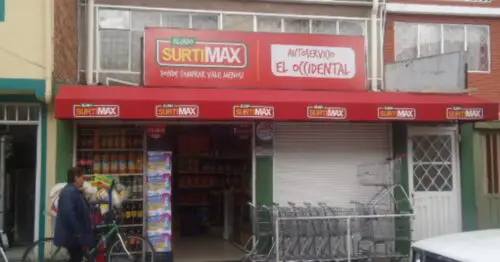 ALIADO
SURTIMAX
DONDE COMPRAR VALE MENOS!
AUTOSERVICIO
EL OCCIDENTAL
SURTIMAX
SURTIMAX
SURTIMAX
SURTIMAX
SURTIMAX
SURTIMAX